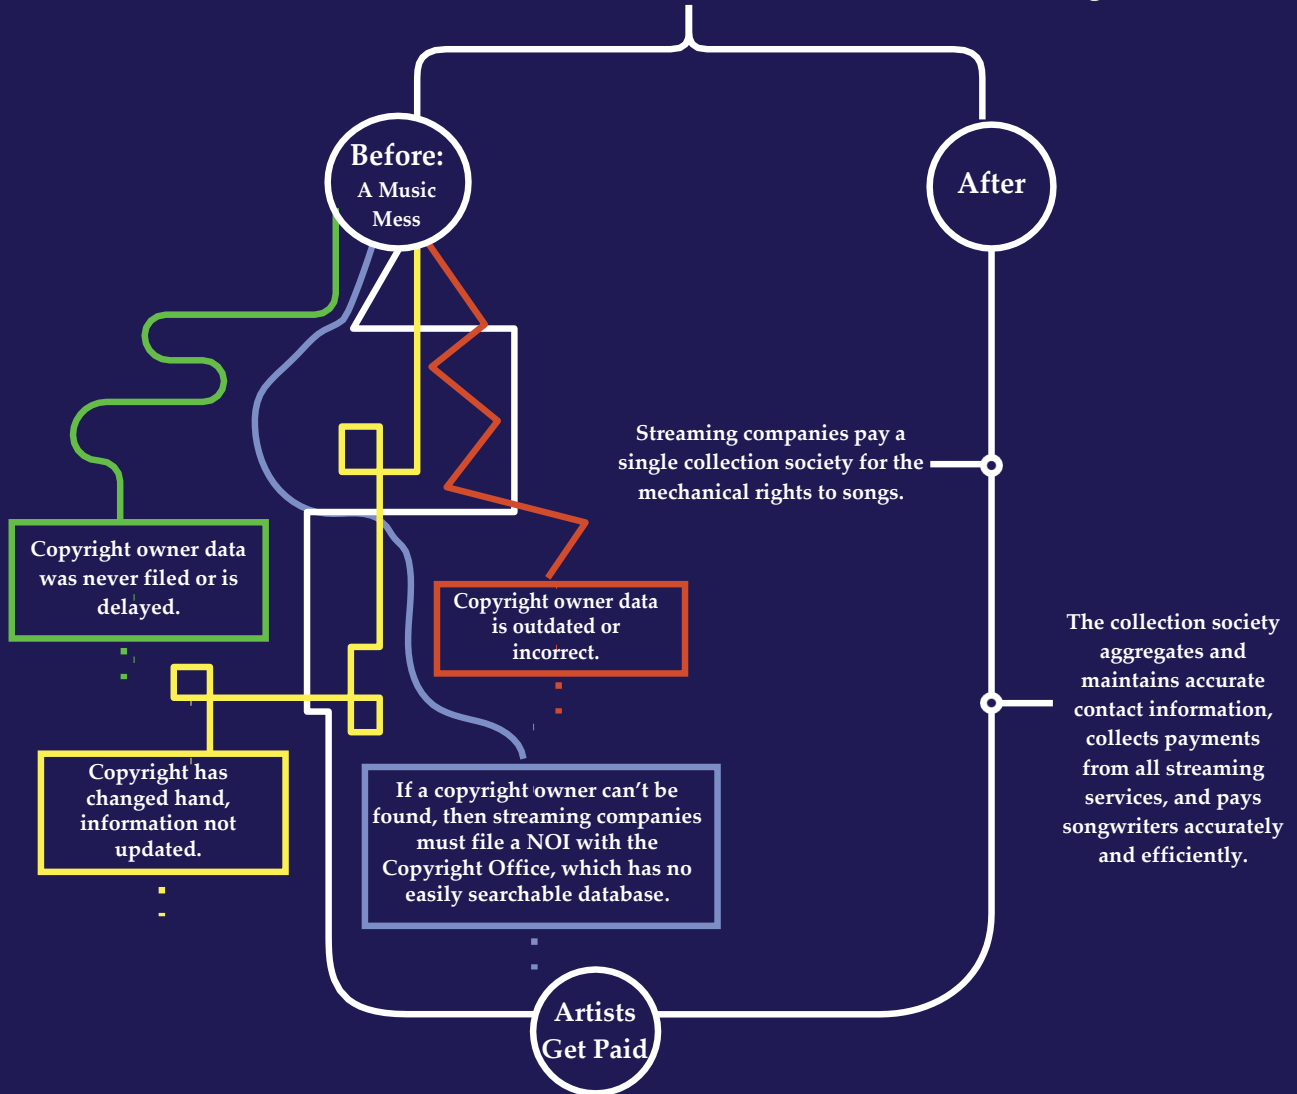 Before:
A Music
Mess
After
Streaming companies pay a
single collection society for the
mechanical rights to songs.
Copyright owner data
was never filed or is
delayed.
Copyright owner data
is outdated or
incorrect.
The collection society
aggregates and
maintains accurate
contact information,
collects payments
from all streaming
services, and pays
songwriters accurately
and efficiently.
Copyright has
changed hand,
information not
updated.
If a copyright owner can't be
found, then streaming companies
must file a NOI with the
Copyright Office, which has no
easily searchable database.
Artists
Get Paid